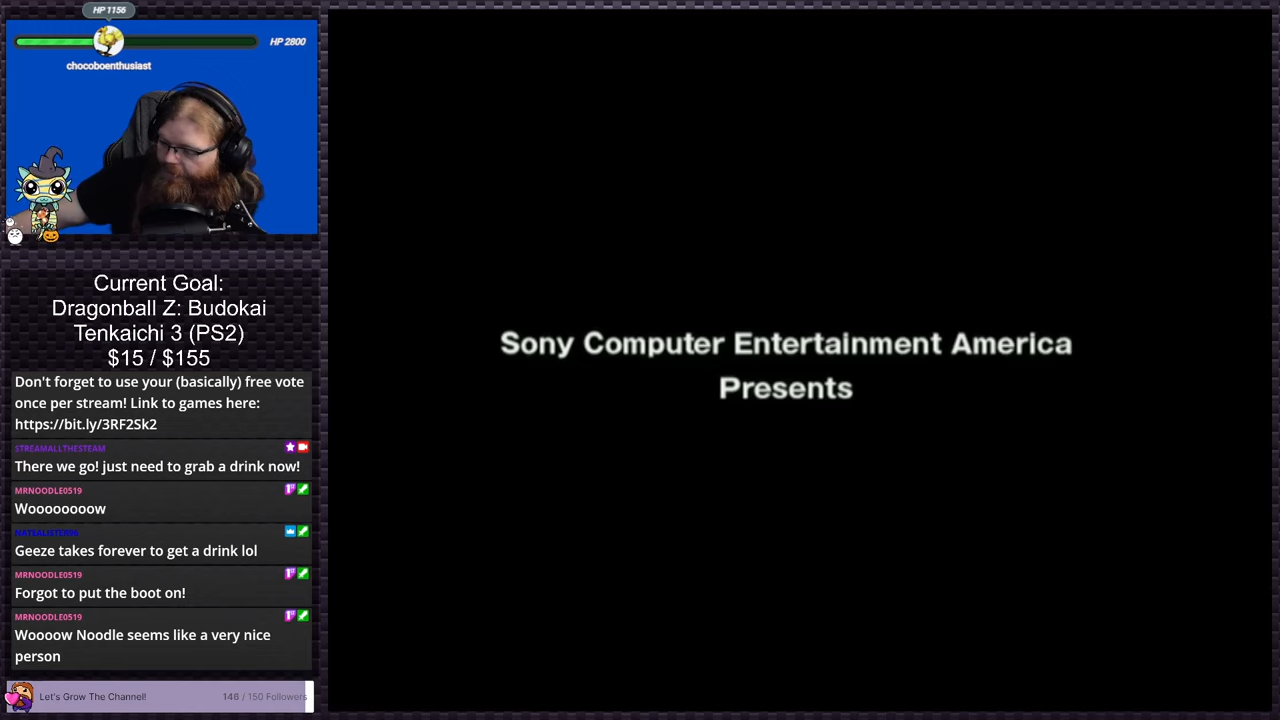 HP 1156
HP 2800
chocoboenthusiast
Current Goal:
Dragonball Z: Budokai
Tenkaichi 3 (PS2)
$15 / $155
Don't forget to use your (basically) free vote
once per stream! Link to games here:
https://bit.ly/3RF2Sk2
STREAMALLTHESTEAM
There we go! just need to grab a drink now!
MRNOODLE0519
Woooooooow
Geeze takes forever to get a drink lol
MRNOODLE0519
Forgot to put the boot on!
MRNOODLE0519
Woooow Noodle seems like a very nice
person
Let's Grow The Channel!
146 / 150 Followers
Sony Computer Entertainment America
Presents